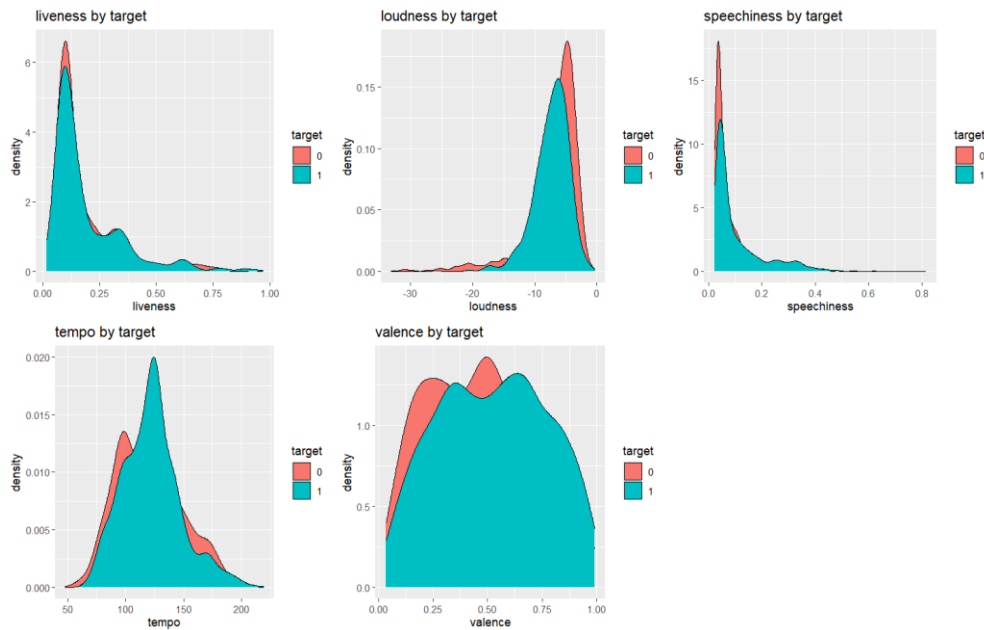 liveness by target
6
4
2
0
density
0.00
0.25
0.50
0.75
1.00
liveness
target
0
1
loudness by target
0.15
0.10
0.05
0.00
density
-30
-20
-10
0
loudness
target
0
1
speechiness by target
15
10
5
0
density
0.0
0.2
0.4
0.6
0.8
speechiness
target
0
1
tempo by target
0.020
0.015
0.010
0.005
0.000
density
50
100
150
200
tempo
target
0
1
valence by target
1.0
0.5
0.0
density
0.00
0.25
0.50
0.75
1.00
valence
target
0
1